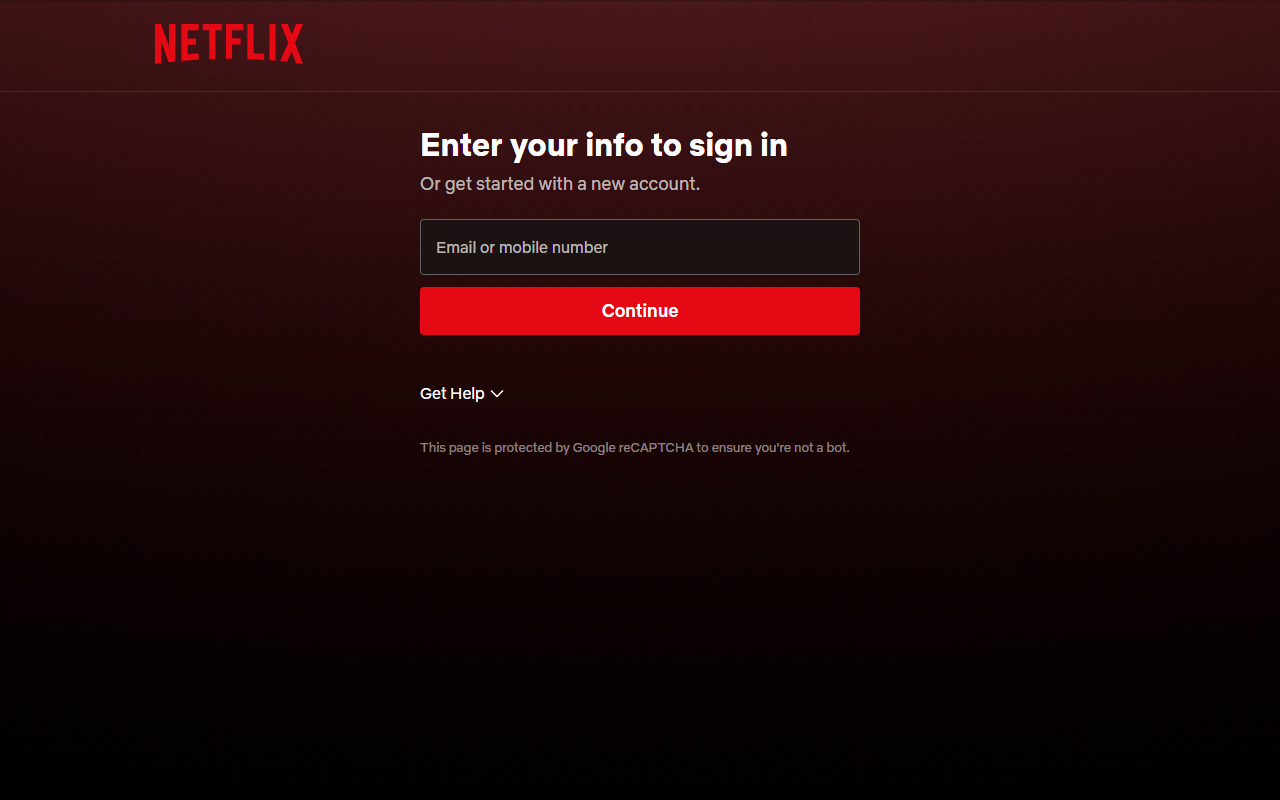 NETFLIX
Enter your info to sign in
Or get started with a new account.
Email or mobile number
Continue
Get Help
This page is protected by Google reCAPTCHA to ensure you're not a bot.